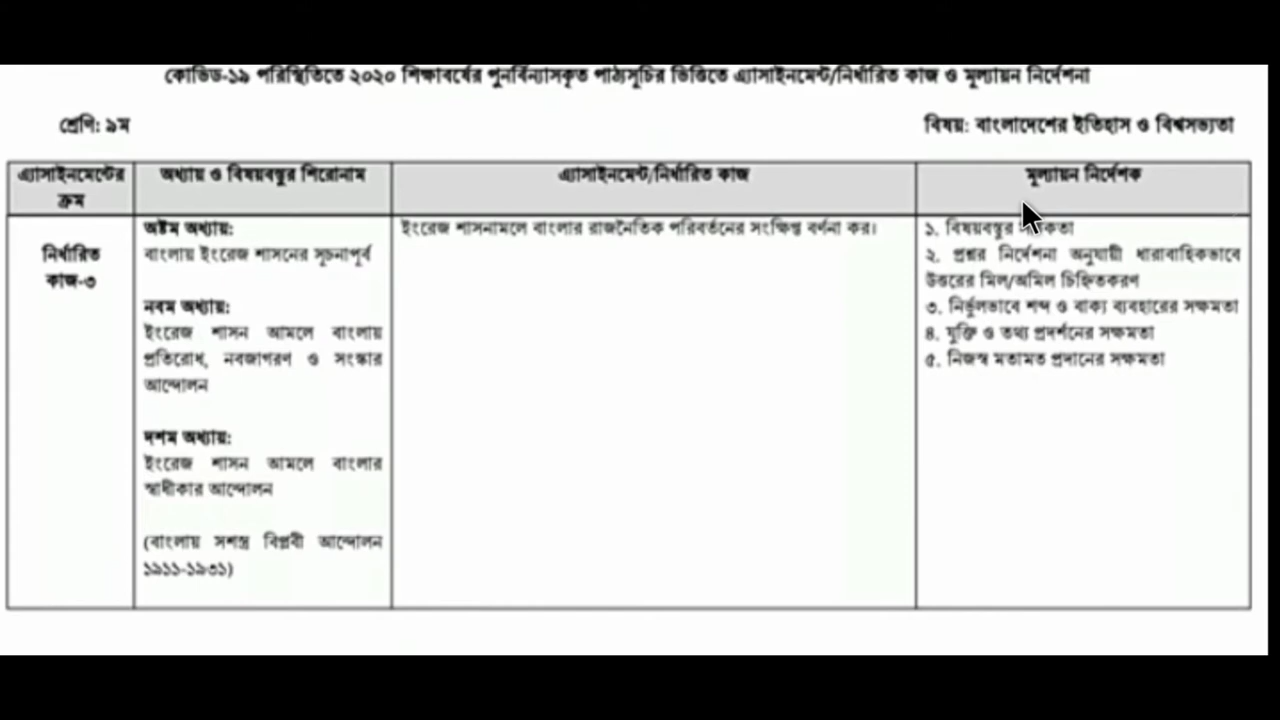 কোভিড-১৯ পরিস্থিতিতে ২০২০ শিক্ষাবর্ষের পুনর্বিন্যাসকৃত পাঠ্যসূচির ভিত্তিতে এ্যাসাইনমেন্ট/নির্ধারিত কাজ ও মূল্যায়ন নির্দেশনা
শ্রেণি: ৯ম
বিষয়: বাংলাদেশের ইতিহাস ও বিশ্বসভ্যতা
এ্যাসাইনমেন্টের
ক্রম
অধ্যায় ও বিষয়বস্তুর শিরোনাম
এ্যাসাইনমেন্ট/নির্ধারিত কাজ
মূল্যায়ন নির্দেশক
নির্ধারিত
কাজ-৩
অষ্টম অধ্যায়:
বাংলায় ইংরেজ শাসনের সূচনাপূর্ব
নবম অধ্যায়:
ইংরেজ শাসন আমলে বাংলায়
প্রতিরোধ, নবজাগরণ ও সংস্কার
আন্দোলন
দশম অধ্যায়:
ইংরেজ শাসন আমলে বাংলার
স্বাধীকার আন্দোলন
(বাংলায় সশস্ত্র বিপ্লবী আন্দোলন
১৯১১-১৯৩১)
ইংরেজ শাসনামলে বাংলার রাজনৈতিক পরিবর্তনের সংক্ষিপ্ত বর্ণনা কর।
১. বিষয়বস্তুর
২. প্রশ্নর নির্দেশনা অনুযায়ী ধারাবাহিকভাবে
উত্তরের মিল/অমিল চিহ্নিতকরণ
৩. নির্ভুলভাবে শব্দ ও বাক্য ব্যবহারের সক্ষমতা
৪. যুক্তি ও তথ্য প্রদর্শনের সক্ষমতা
৫. নিজস্ব মতামত প্রদানের সক্ষমতা